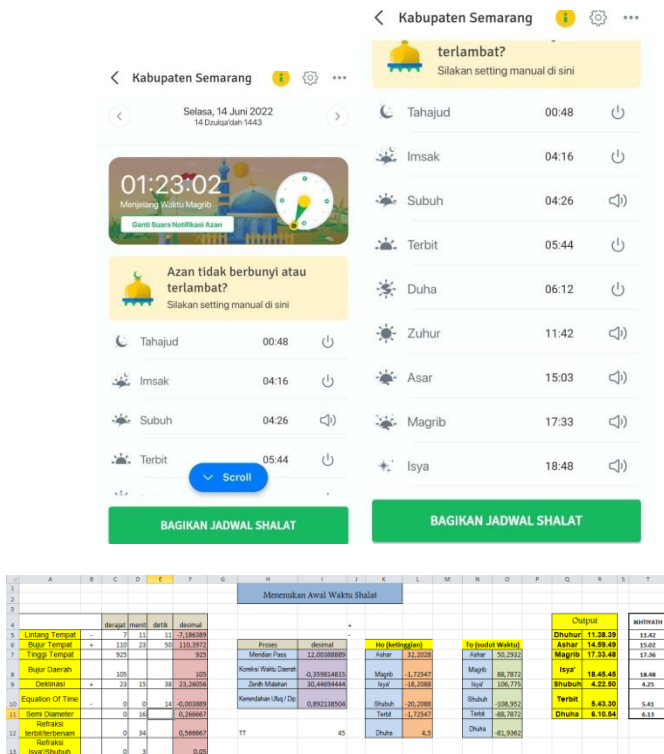 Kabupaten Semarang
Selasa, 14 Juni 2022
14 Dzulqa'dah 1443
01:23:02
Menjelang Waktu Magrib
Ganti Suara Notifikasi Azan
Azan tidak berbunyi atau
terlambat?
Silakan setting manual di sini
Tahajud 00:48
Imsak 04:16
Subuh 04:26
Terbit 05:44
Scroll
BAGIKAN JADWAL SHALAT
Kabupaten Semarang
terlambat?
Silakan setting manual di sini
Tahajud 00:48
Imsak 04:16
Subuh 04:26
Terbit 05:44
Duha 06:12
Zuhur 11:42
Asar 15:03
Magrib 17:33
Isya 18:48
BAGIKAN JADWAL SHALAT
A B C D E F G H I J K L M N O P Q R S T
1
2 Menenukan Awal Waktu Shalat
3
4 derajat menit detik desimal + Output IKHTIYATH
5 Lintang Tempat - 7 11 11 -7,186389 - Dhuhur 11.38.39 11.42
6 Bujur Tempat + 110 23 50 110,3972 Proses desimal Ho (ketinggian) To (sudut Waktu) Ashar 14.59.49 15.02
7 Tinggi Tempat 925 925 Meridian Pass 12,00388889 Ashar 32,2028 Ashar 50,2932 Magrib 17.33.48 17.36
8 Bujur Daerah 105 105 Koreksi Waktu Daerah -0,359814815 Magrib -1,72547 Magrib 88,7872 Isya' 18.45.45 18.48
9 Deklinasi + 23 15 38 23,26056 Zenith Matahari 30,44694444 Isya' -18,2088 Isya' 106,775 Shubuh 4.22.50 4.25
10 Equation Of Time - 0 0 14 -0,003889 Kerendahan Ufuq / Dip 0,892138504 Shubuh -20,2088 Shubuh -108,952 Terbit 5.43.30 5.41
11 Semi Diameter 0 16 0,266667 Terbit -1,72547 Terbit -88,7872 Dhuha 6.10.54 6.13
12 Refraksi terbit/terbenam 0 34 0,566667 TT 45 Dhuha 4,5 Dhuha -81,9362
13 Refraksi Isya'/Shubuh 0 3 0,05